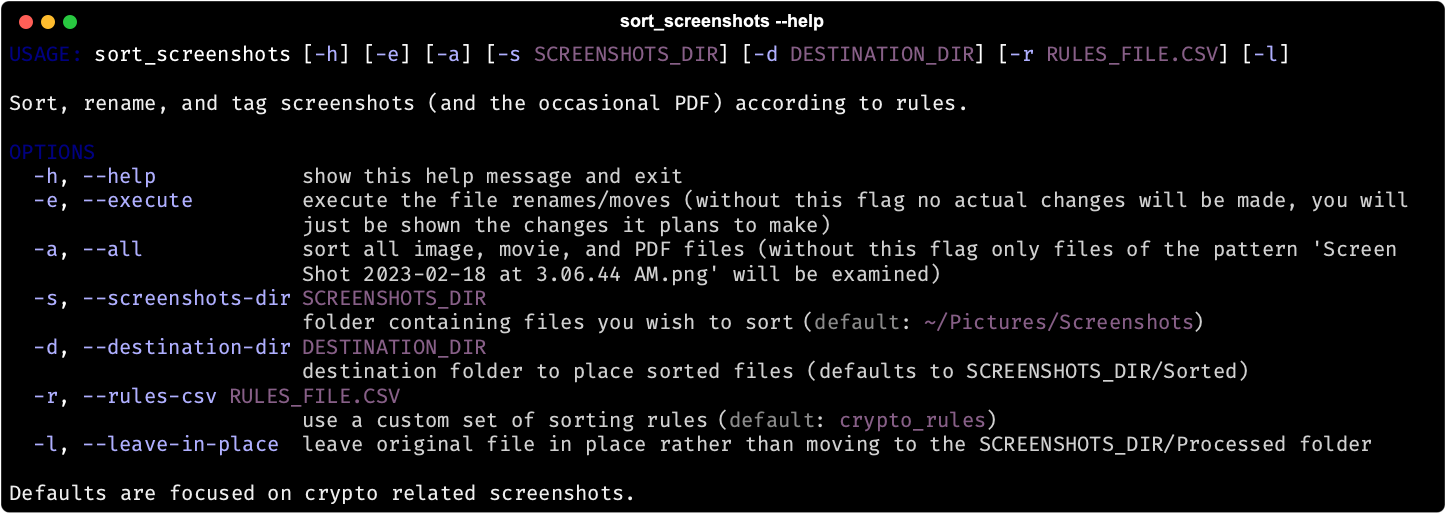 sort_screenshots --help
USAGE: sort_screenshots [-h] [-e] [-a] [-s SCREENSHOTS_DIR] [-d DESTINATION_DIR] [-r RULES_FILE.CSV] [-l]
Sort, rename, and tag screenshots (and the occasional PDF) according to rules.
OPTIONS
-h, --help show this help message and exit
-e, --execute execute the file renames/moves (without this flag no actual changes will be made, you will
just be shown the changes it plans to make)
-a, --all sort all image, movie, and PDF files (without this flag only files of the pattern 'Screen
Shot 2023-02-18 at 3.06.44 AM.png' will be examined)
-s, --screenshots-dir SCREENSHOTS_DIR
folder containing files you wish to sort (default: ~/Pictures/Screenshots)
-d, --destination-dir DESTINATION_DIR
destination folder to place sorted files (defaults to SCREENSHOTS_DIR/Sorted)
-r, --rules-csv RULES_FILE.CSV
use a custom set of sorting rules (default: crypto_rules)
-l, --leave-in-place leave original file in place rather than moving to the SCREENSHOTS_DIR/Processed folder
Defaults are focused on crypto related screenshots.